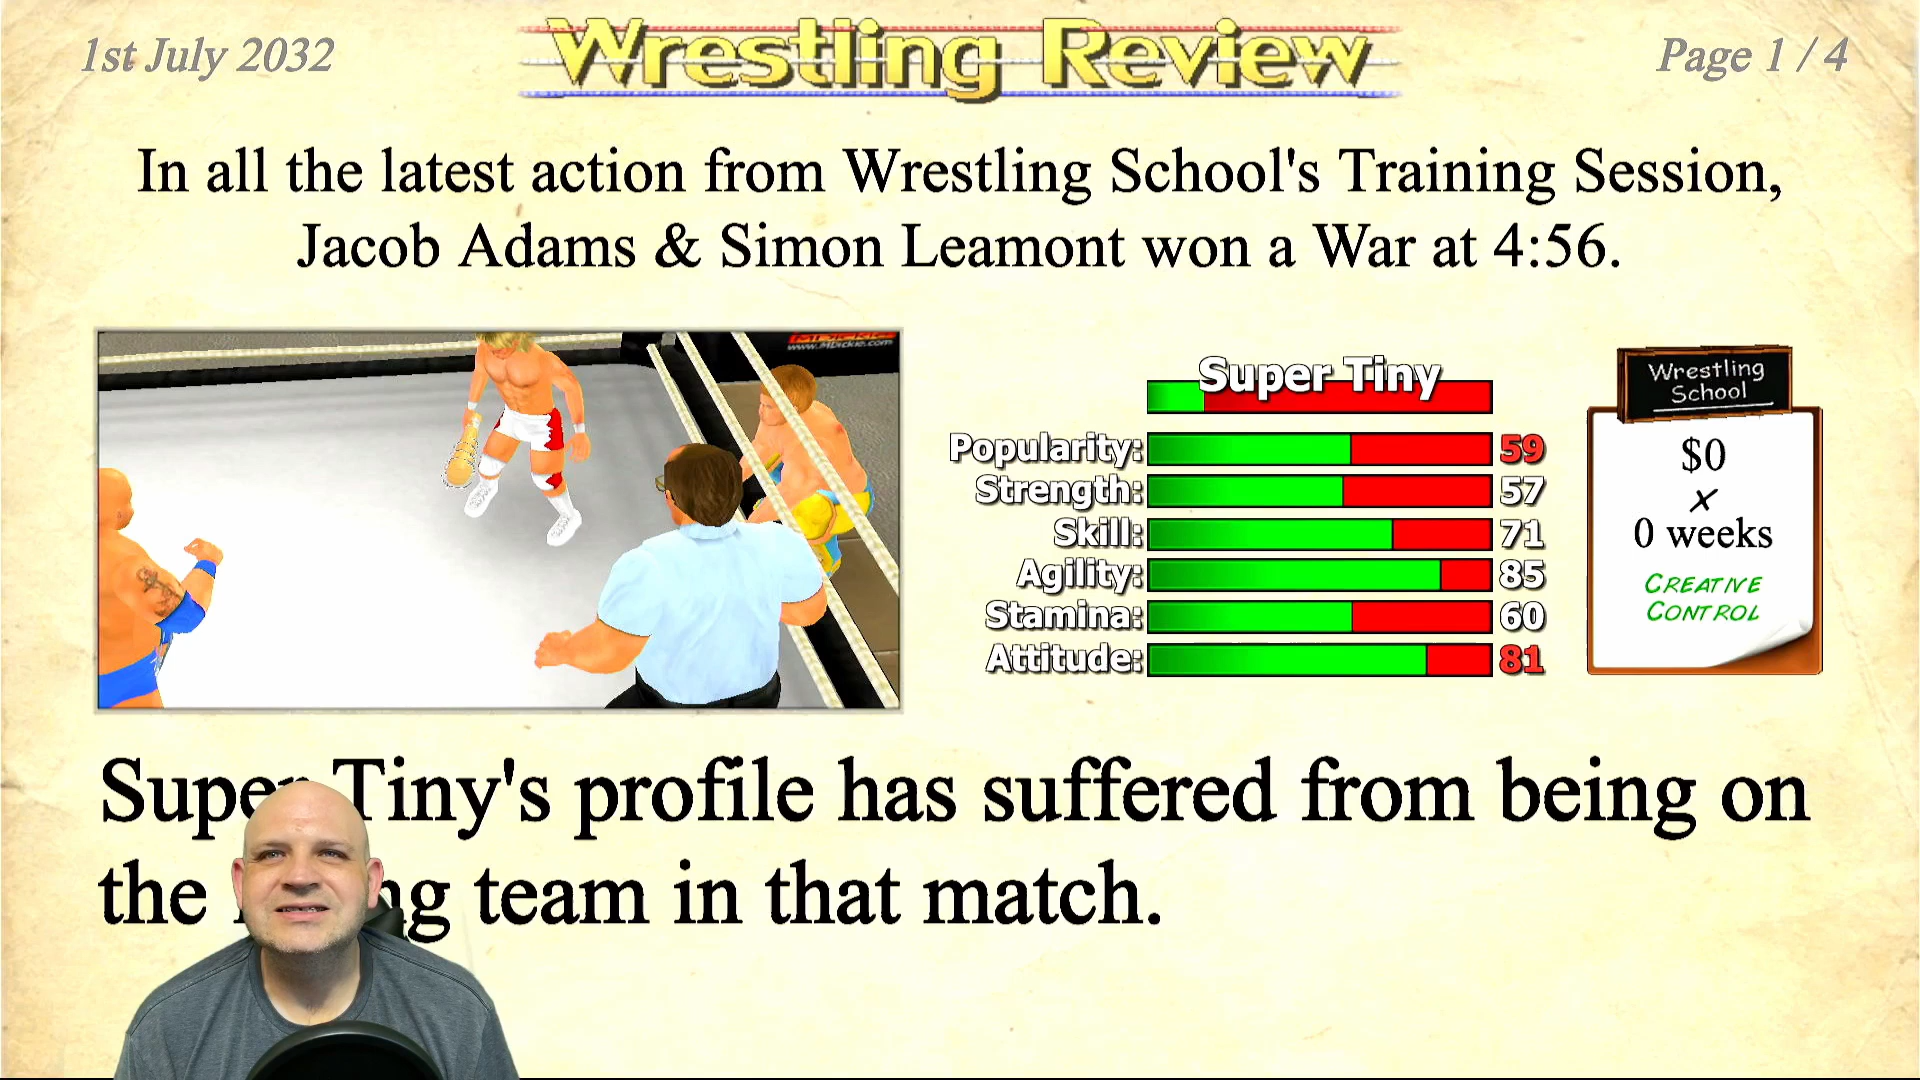 1st July 2032
Wrestling Review
Page 1 / 4
In all the latest action from Wrestling School's Training Session,
Jacob Adams & Simon Leamont won a War at 4:56.
www.MDickie.com
Super Tiny
Popularity: 59
Strength: 57
Skill: 71
Agility: 85
Stamina: 60
Attitude: 81
Wrestling
School
$0
x
0 weeks
CREATIVE
CONTROL
Tiny's profile has suffered from being on
the team in that match.